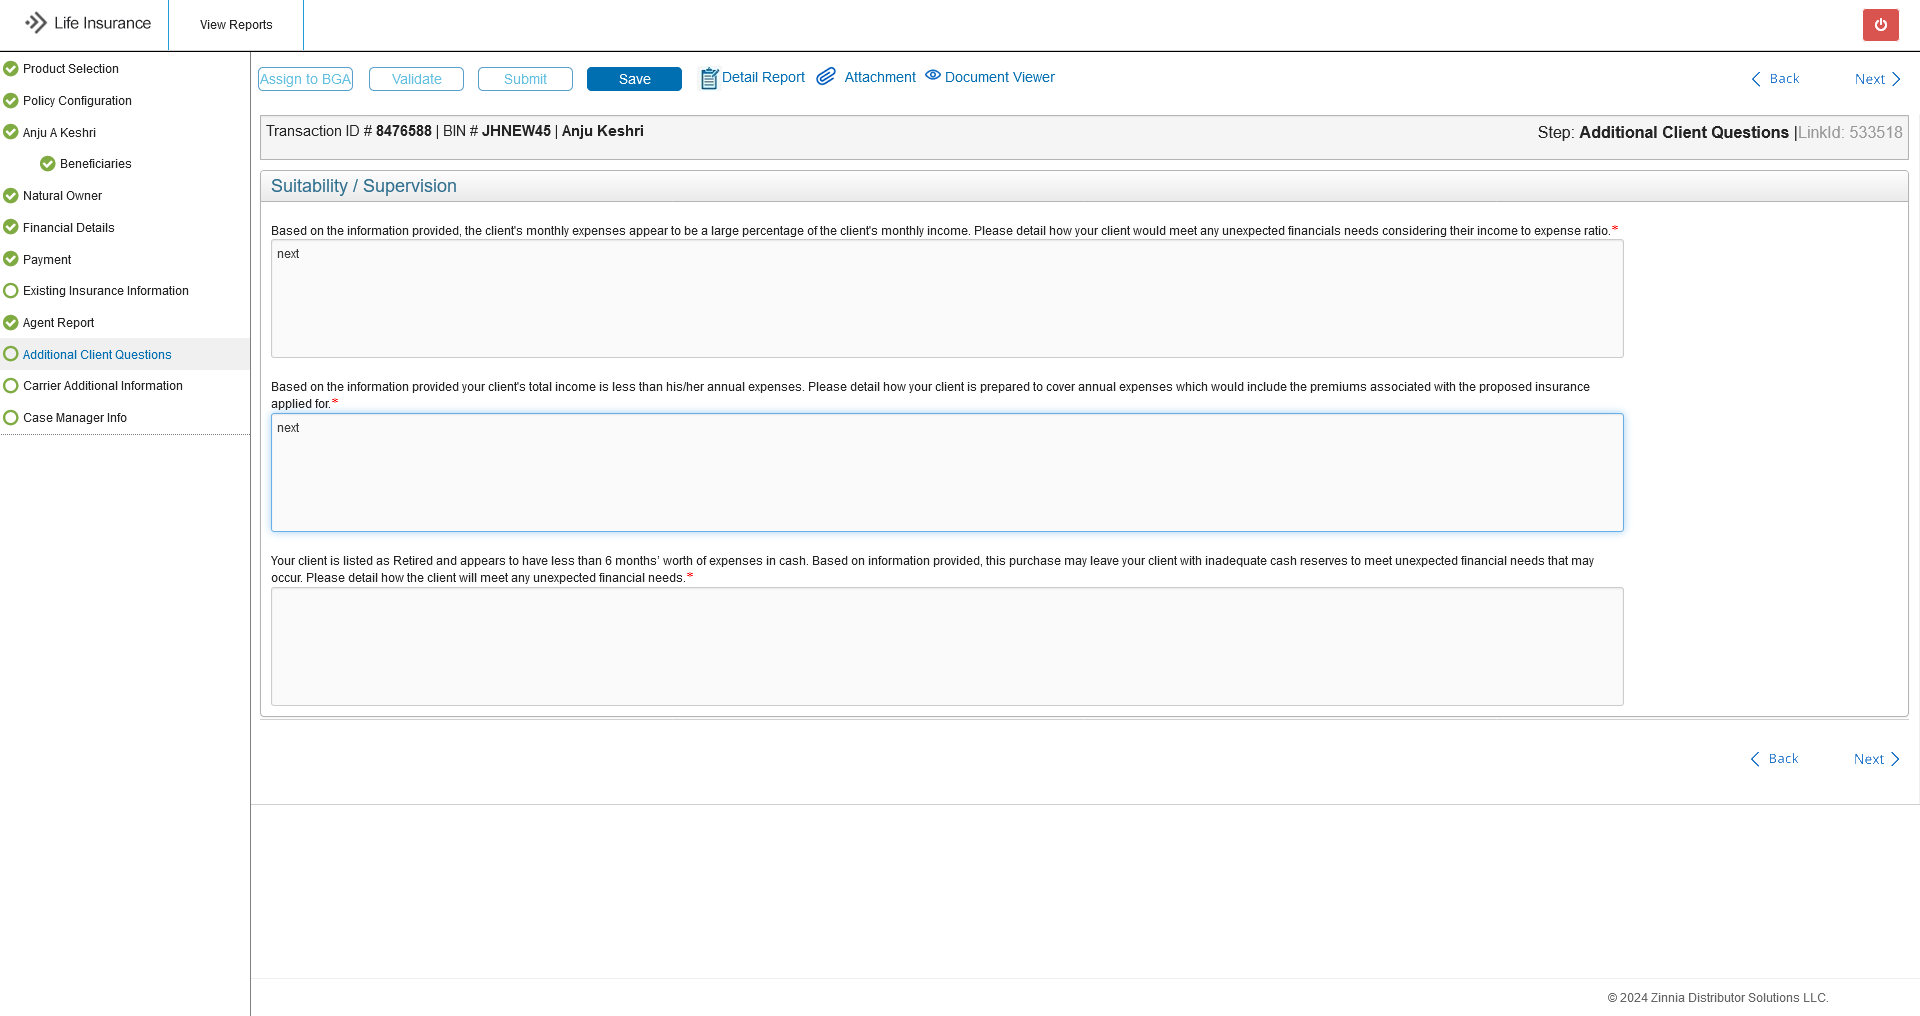 Life Insurance
View Reports
Product Selection
Policy Configuration
Anju A Keshri
Beneficiaries
Natural Owner
Financial Details
Payment
Existing Insurance Information
Agent Report
Additional Client Questions
Carrier Additional Information
Case Manager Info
Assign to BGA Validate Submit Save Detail Report Attachment Document Viewer
Back Next
Transaction ID # 8476588 | BIN # JHNEW45 | Anju Keshri
Step: Additional Client Questions |LinkId: 533518
Suitability / Supervision
Based on the information provided, the client's monthly expenses appear to be a large percentage of the client's monthly income. Please detail how your client would meet any unexpected financials needs considering their income to expense ratio.*
next
Based on the information provided your client's total income is less than his/her annual expenses. Please detail how your client is prepared to cover annual expenses which would include the premiums associated with the proposed insurance
applied for.*
next
Your client is listed as Retired and appears to have less than 6 months' worth of expenses in cash. Based on information provided, this purchase may leave your client with inadequate cash reserves to meet unexpected financial needs that may
occur. Please detail how the client will meet any unexpected financial needs.*
Back Next
© 2024 Zinnia Distributor Solutions LLC.